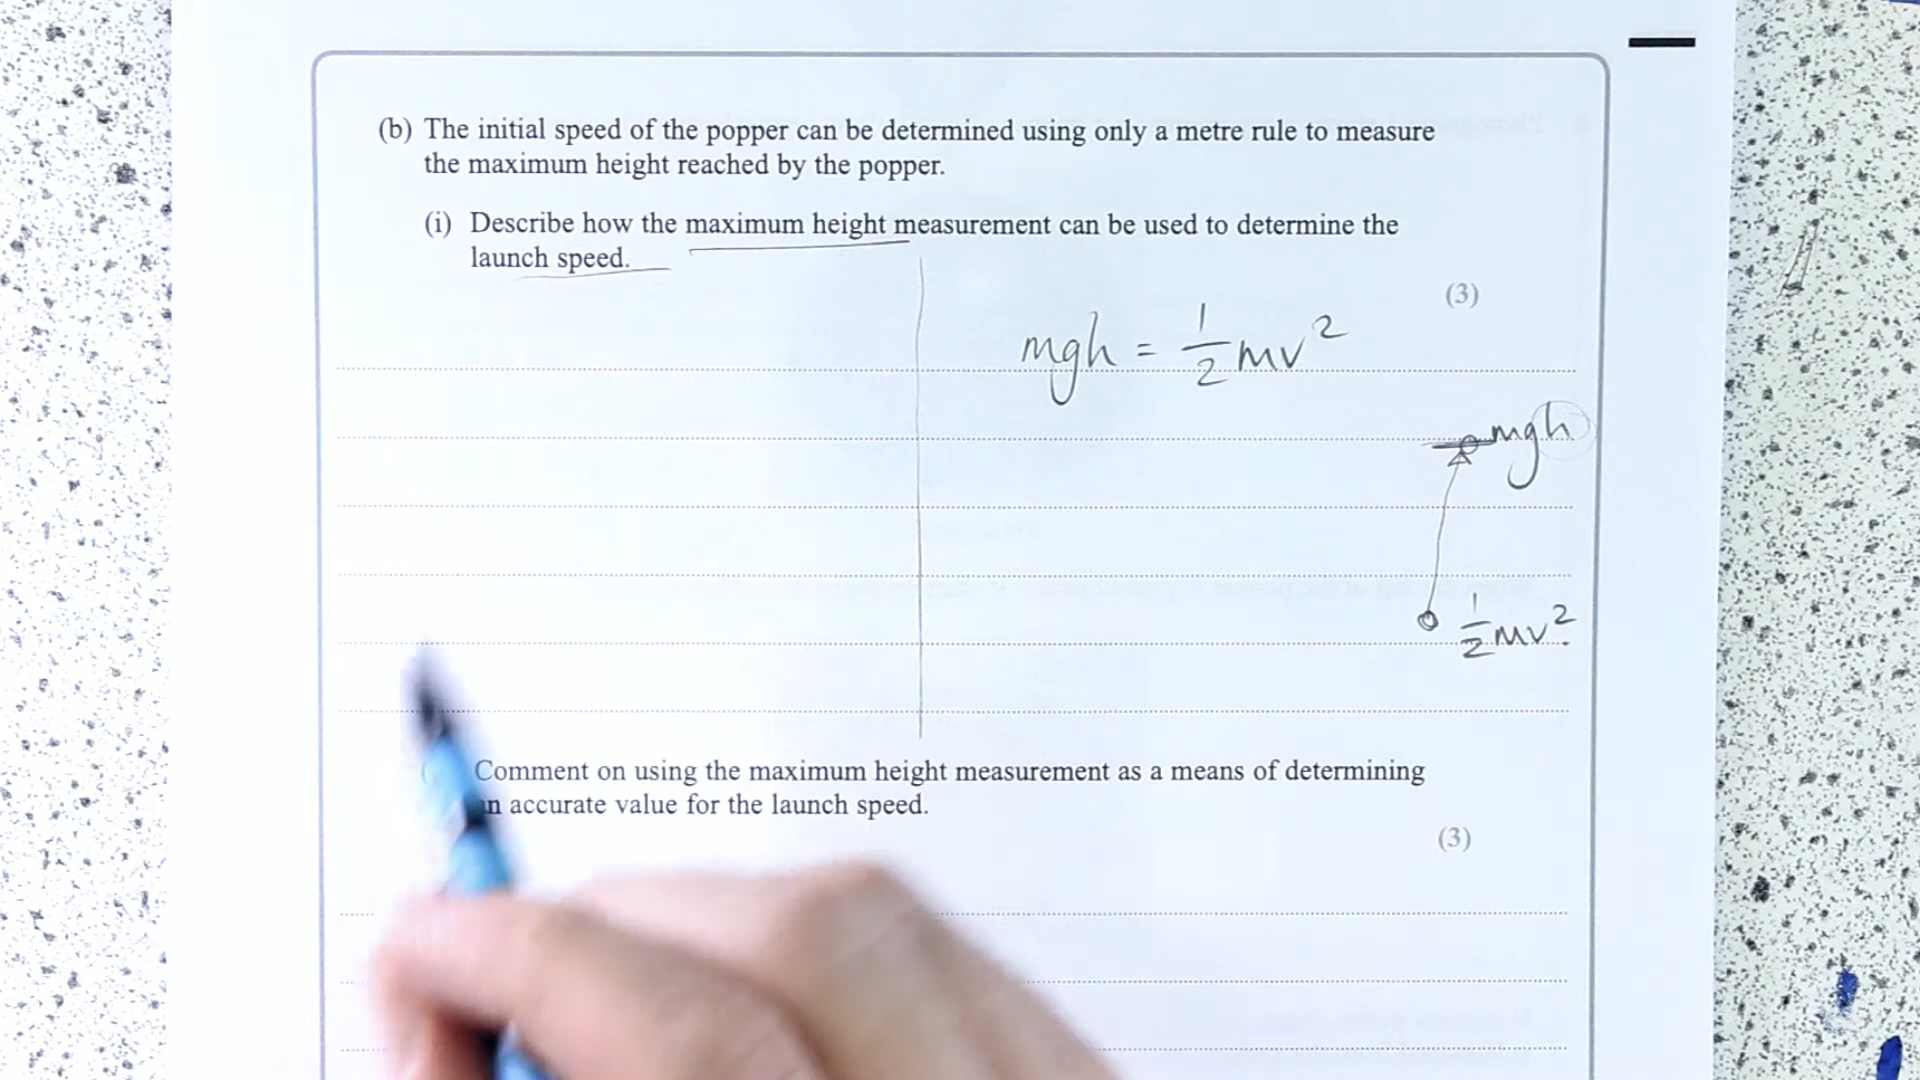 (b) The initial speed of the popper can be determined using only a metre rule to measure
the maximum height reached by the popper.
(i) Describe how the maximum height measurement can be used to determine the
launch speed.
(3)
mgh = 1/2 mv²
mgh
1/2 mv²
Comment on using the maximum height measurement as a means of determining
accurate value for the launch speed.
(3)